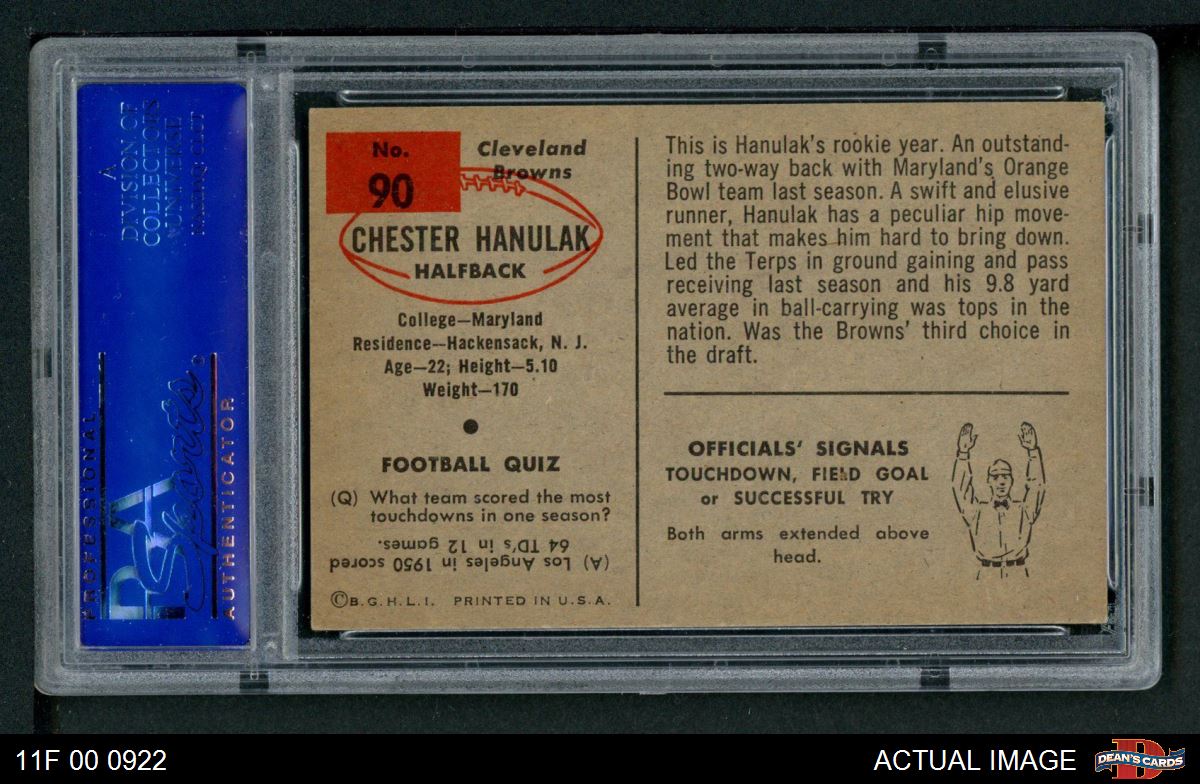 A
DIVISION OF
COLLECTORS
UNIVERSE
NASDAQ: CLCT
PROFESSIONAL
PSA
Sports
AUTHENTICATOR
®
No.
90
Cleveland
Browns
CHESTER HANULAK
HALFBACK
College—Maryland
Residence—Hackensack, N. J.
Age—22; Height—5.10
Weight—170
FOOTBALL QUIZ
(Q) What team scored the most
touchdowns in one season?
(A) Los Angeles in 1950 scored
64 TD's in 12 games.
©B.G.H.L.I. PRINTED IN U.S.A.
This is Hanulak's rookie year. An outstand-
ing two-way back with Maryland's Orange
Bowl team last season. A swift and elusive
runner, Hanulak has a peculiar hip move-
ment that makes him hard to bring down.
Led the Terps in ground gaining and pass
receiving last season and his 9.8 yard
average in ball-carrying was tops in the
nation. Was the Browns' third choice in
the draft.
OFFICIALS' SIGNALS
TOUCHDOWN, FIELD GOAL
or SUCCESSFUL TRY
Both arms extended above
head.
11F 00 0922
ACTUAL IMAGE
D
DEAN'S CARDS